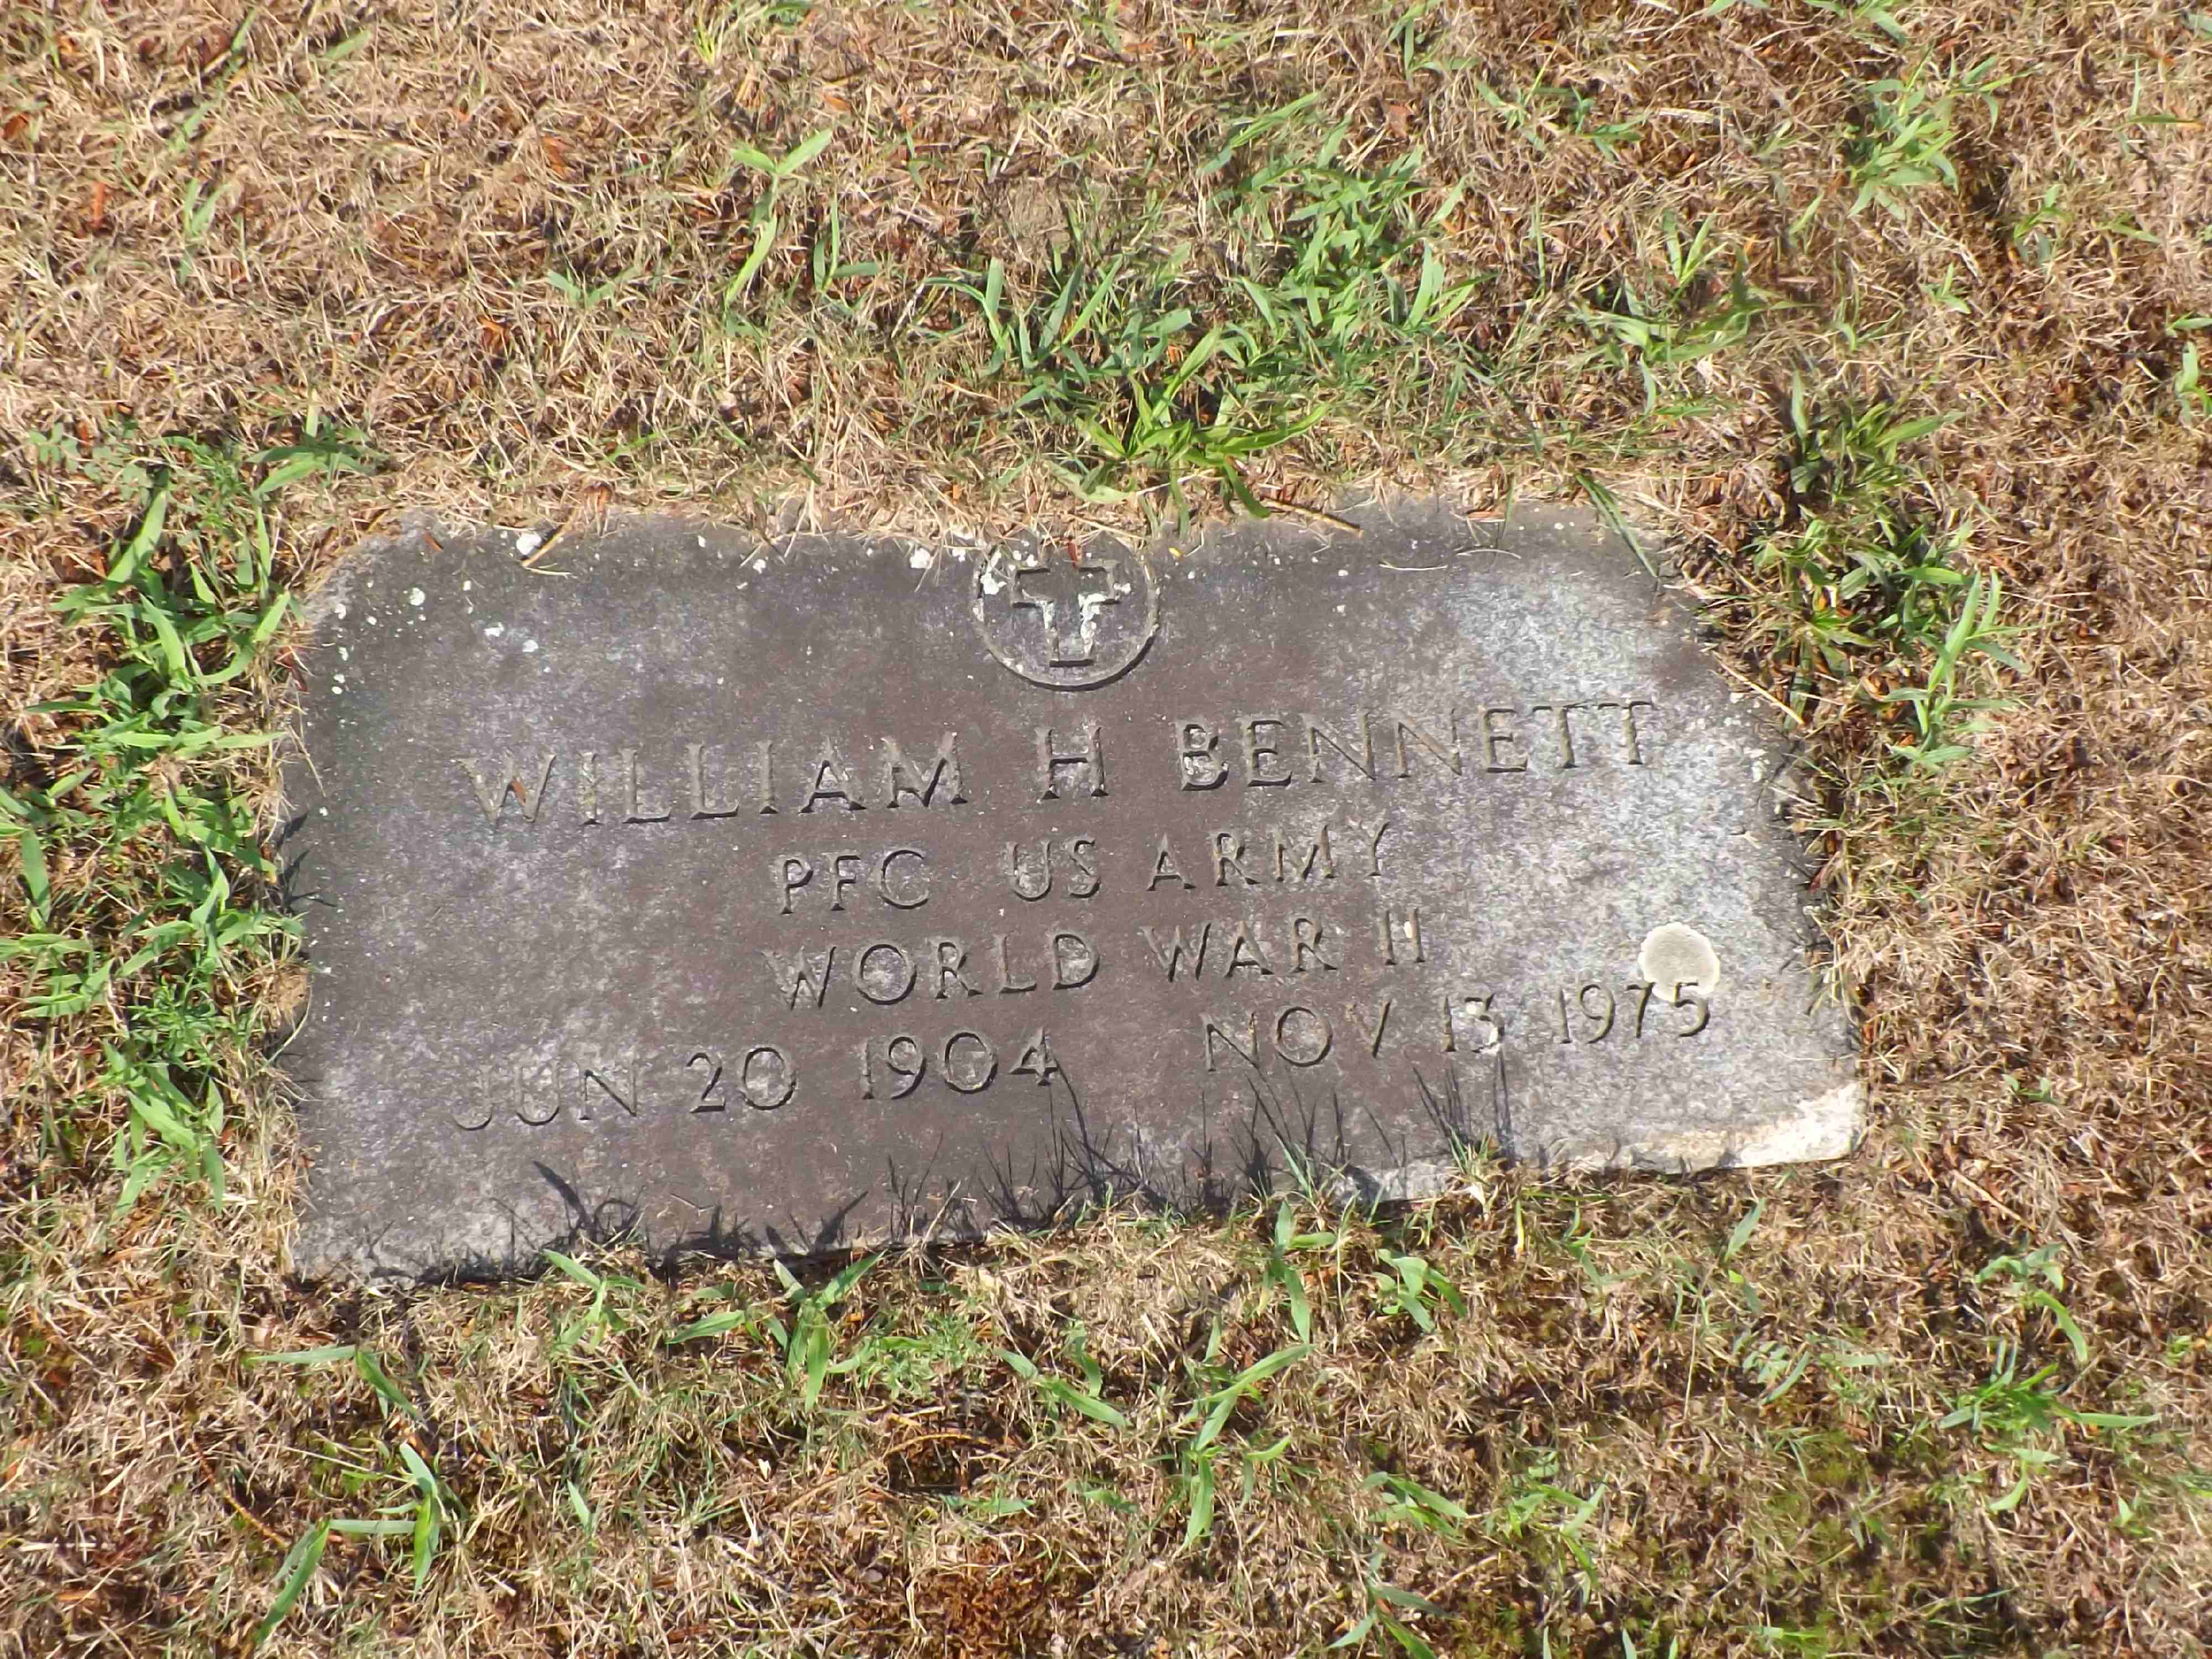 WILLIAM H BENNETT
PFC US ARMY
WORLD WAR II
JUN 20 1904 NOV 13 1975